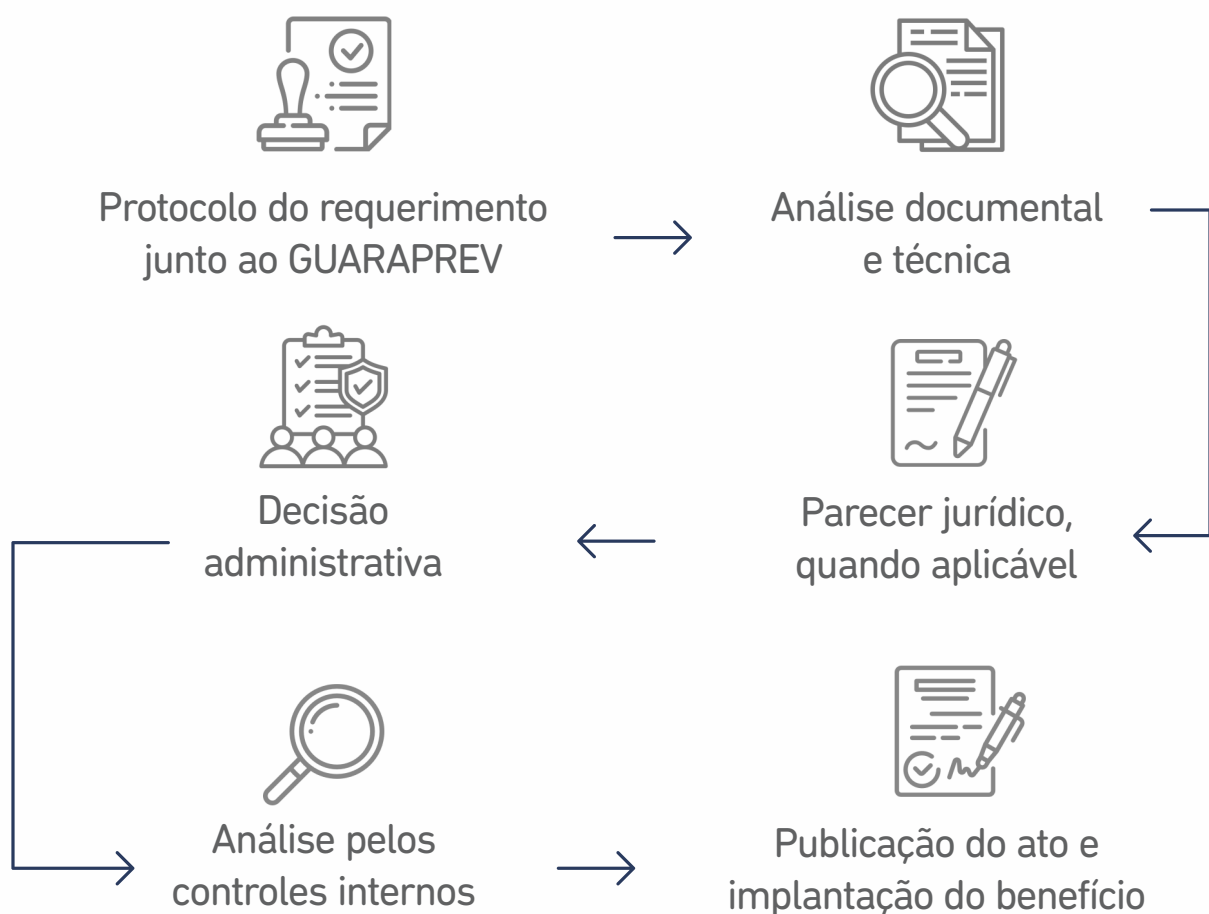 Protocolo do requerimento
junto ao GUARAPREV
Análise documental
e técnica
Parecer jurídico,
quando aplicável
Decisão
administrativa
Análise pelos
controles internos
Publicação do ato e
implantação do benefício